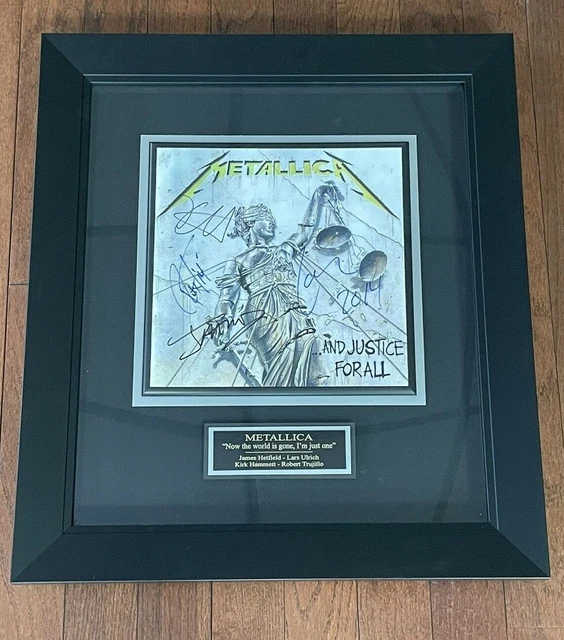 METALLICA
2014
...AND JUSTICE
FOR ALL
METALLICA
"Now the world is gone, I'm just one"
James Hetfield - Lars Ulrich
Kirk Hammett - Robert Trujillo